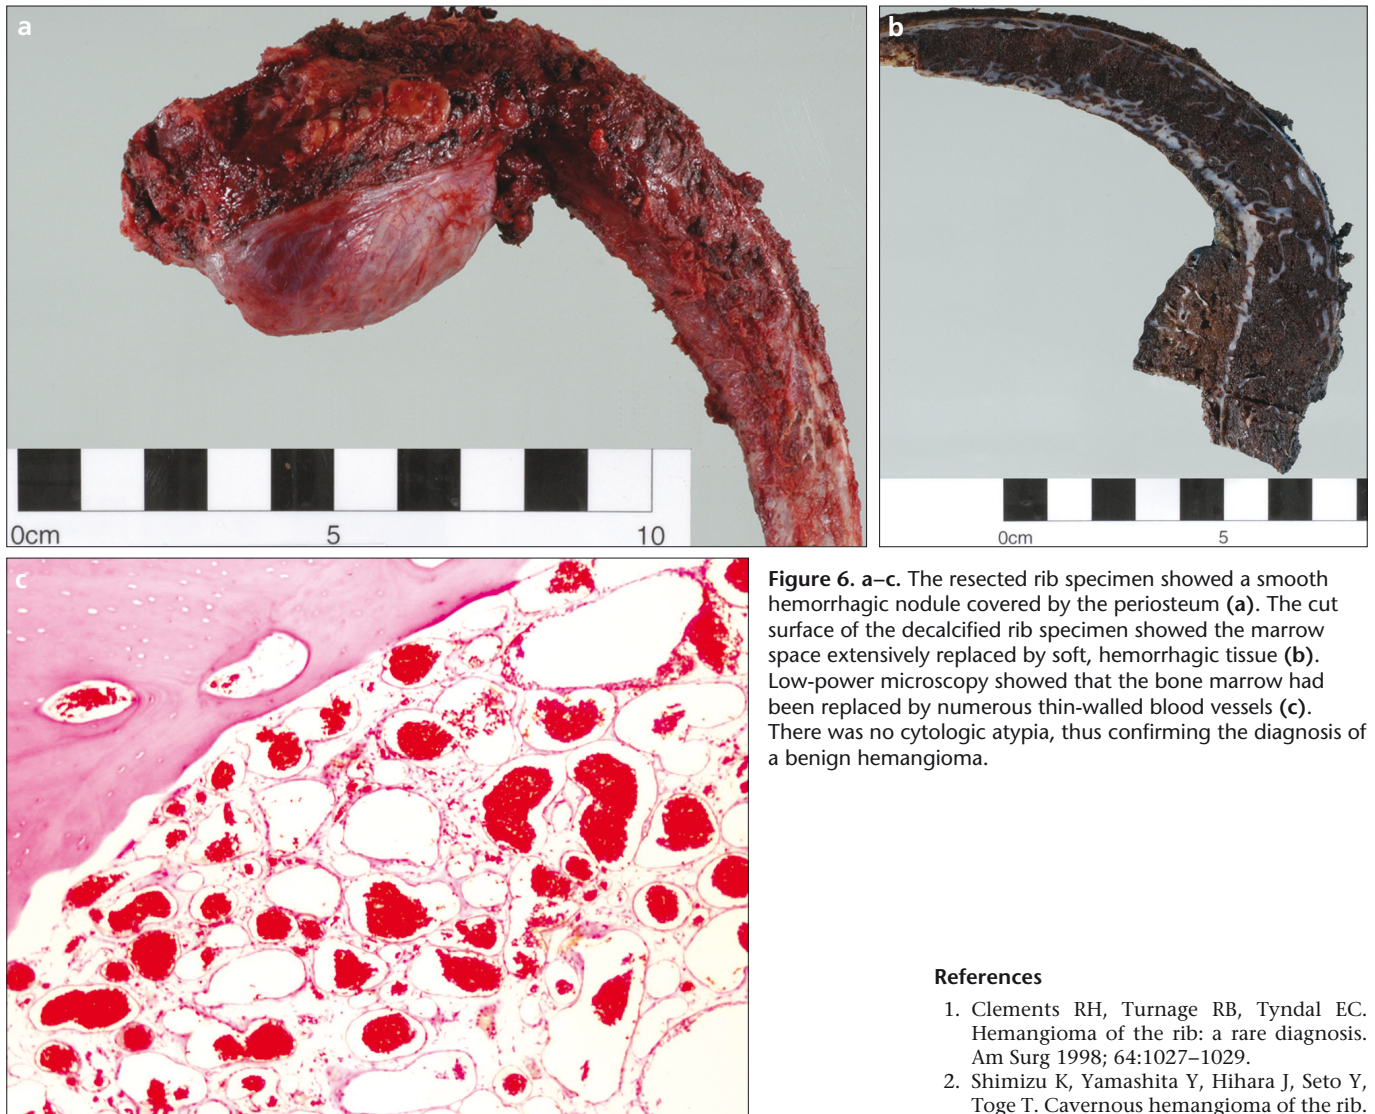 a
b
0cm 5 10
0cm 5
c
Figure 6. a–c. The resected rib specimen showed a smooth
hemorrhagic nodule covered by the periosteum (a). The cut
surface of the decalcified rib specimen showed the marrow
space extensively replaced by soft, hemorrhagic tissue (b).
Low-power microscopy showed that the bone marrow had
been replaced by numerous thin-walled blood vessels (c).
There was no cytologic atypia, thus confirming the diagnosis of
a benign hemangioma.
References
1. Clements RH, Turnage RB, Tyndal EC.
Hemangioma of the rib: a rare diagnosis.
Am Surg 1998; 64:1027–1029.
2. Shimizu K, Yamashita Y, Hihara J, Seto Y,
Toge T. Cavernous hemangioma of the rib.